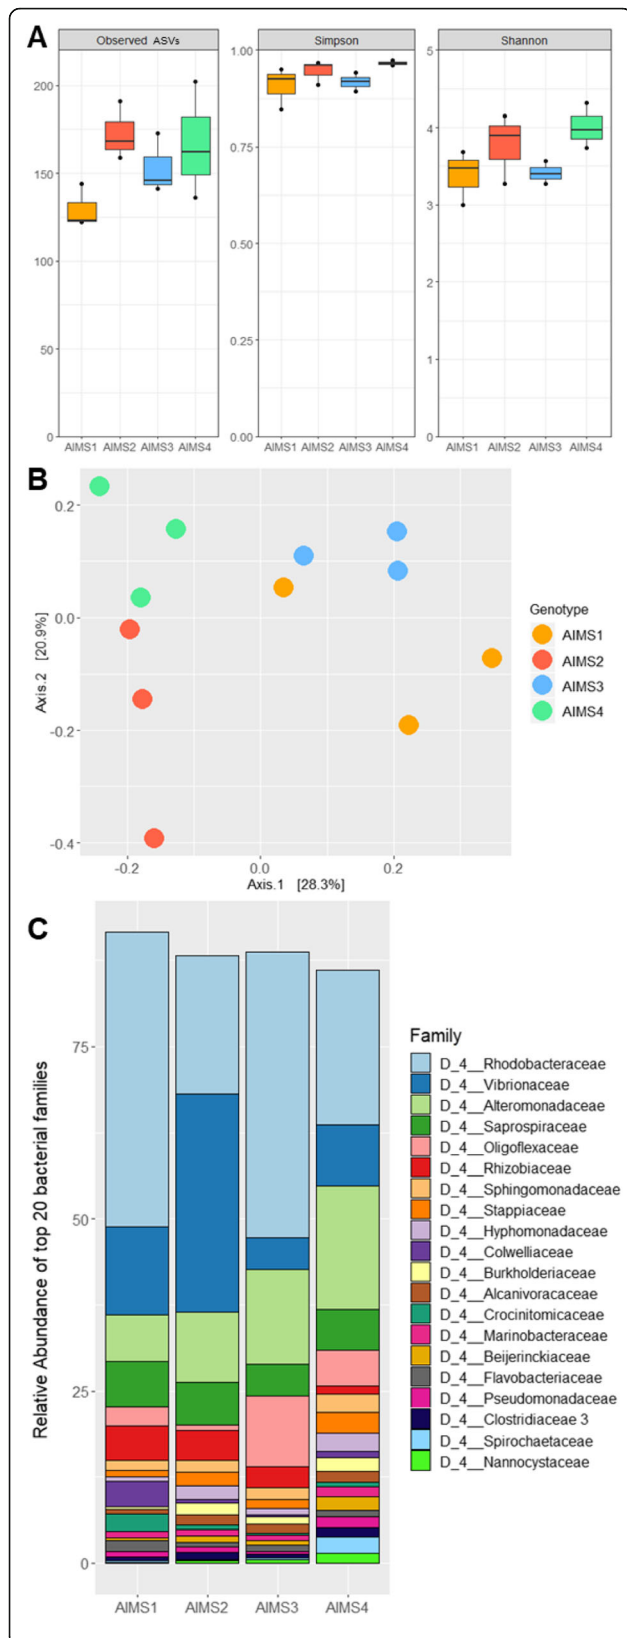 A
Observed ASVs
Simpson
Shannon
200
150
100
50
0
1.00
0.75
0.50
0.25
0.00
5
4
3
2
1
0
AIMS1 AIMS2 AIMS3 AIMS4
AIMS1 AIMS2 AIMS3 AIMS4
AIMS1 AIMS2 AIMS3 AIMS4
B
Axis.2 [20.9%]
0.2
0.0
-0.2
-0.4
-0.2
0.0
0.2
Axis.1 [28.3%]
Genotype
AIMS1
AIMS2
AIMS3
AIMS4
C
Relative Abundance of top 20 bacterial families
75
50
25
0
AIMS1
AIMS2
AIMS3
AIMS4
Family
D_4__Rhodobacteraceae
D_4__Vibrionaceae
D_4__Alteromonadaceae
D_4__Saprospiraceae
D_4__Oligoflexaceae
D_4__Rhizobiaceae
D_4__Sphingomonadaceae
D_4__Stappiaceae
D_4__Hyphomonadaceae
D_4__Colwelliaceae
D_4__Burkholderiaceae
D_4__Alcanivoracaceae
D_4__Crocinitomicaceae
D_4__Marinobacteraceae
D_4__Beijerinckiaceae
D_4__Flavobacteriaceae
D_4__Pseudomonadaceae
D_4__Clostridiaceae 3
D_4__Spirochaetaceae
D_4__Nannocystaceae